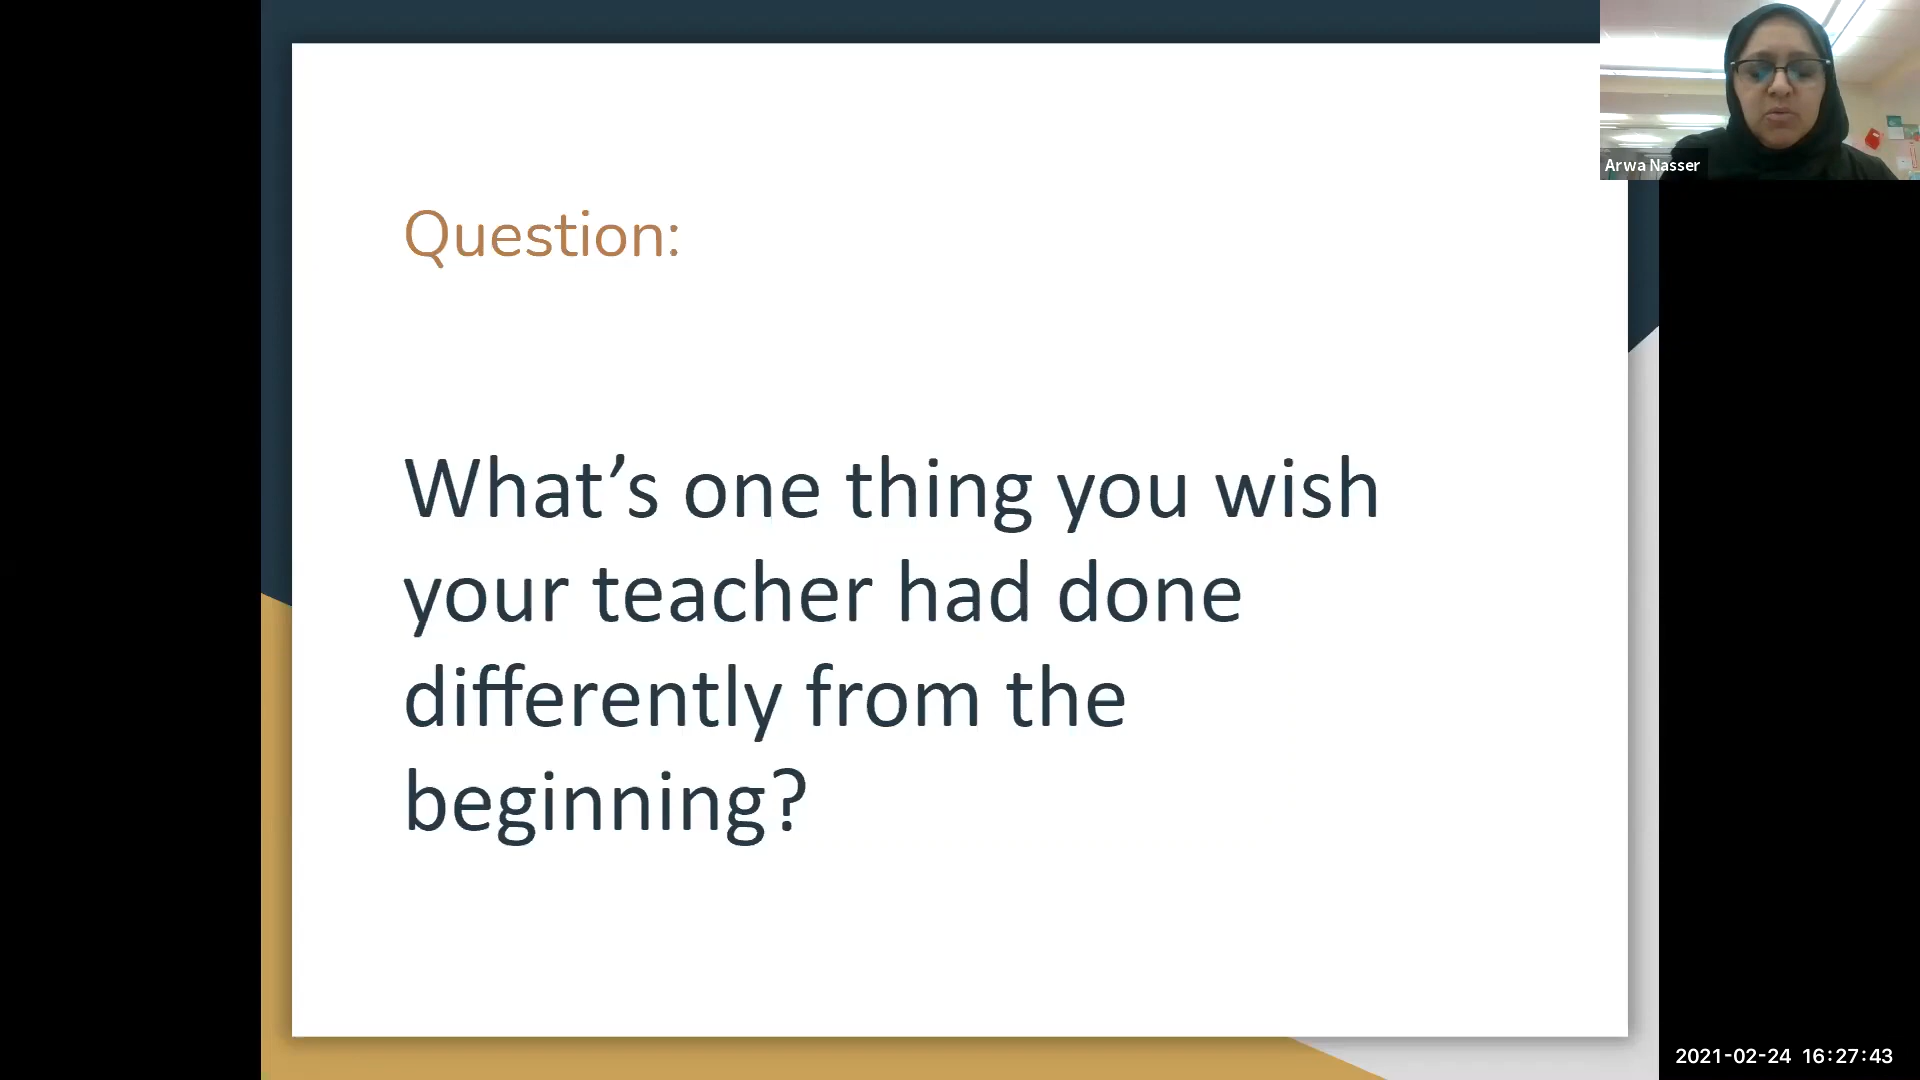 Question:
What’s one thing you wish
your teacher had done
differently from the
beginning?
Arwa Nasser
2021-02-24 16:27:43